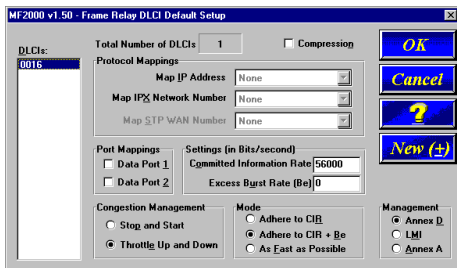 MF2000 v1.50 - Frame Relay DLCI Default Setup
DLCIs:
0016
Total Number of DLCIs 1
Compression
Protocol Mappings
Map IP Address None
Map IPX Network Number None
Map STP WAN Number None
Port Mappings
Data Port 1
Data Port 2
Settings (in Bits/second)
Committed Information Rate 56000
Excess Burst Rate (Be) 0
Congestion Management
Stop and Start
Throttle Up and Down
Mode
Adhere to CIR
Adhere to CIR + Be
As Fast as Possible
Management
Annex D
LMI
Annex A
OK
Cancel
?
New (+)